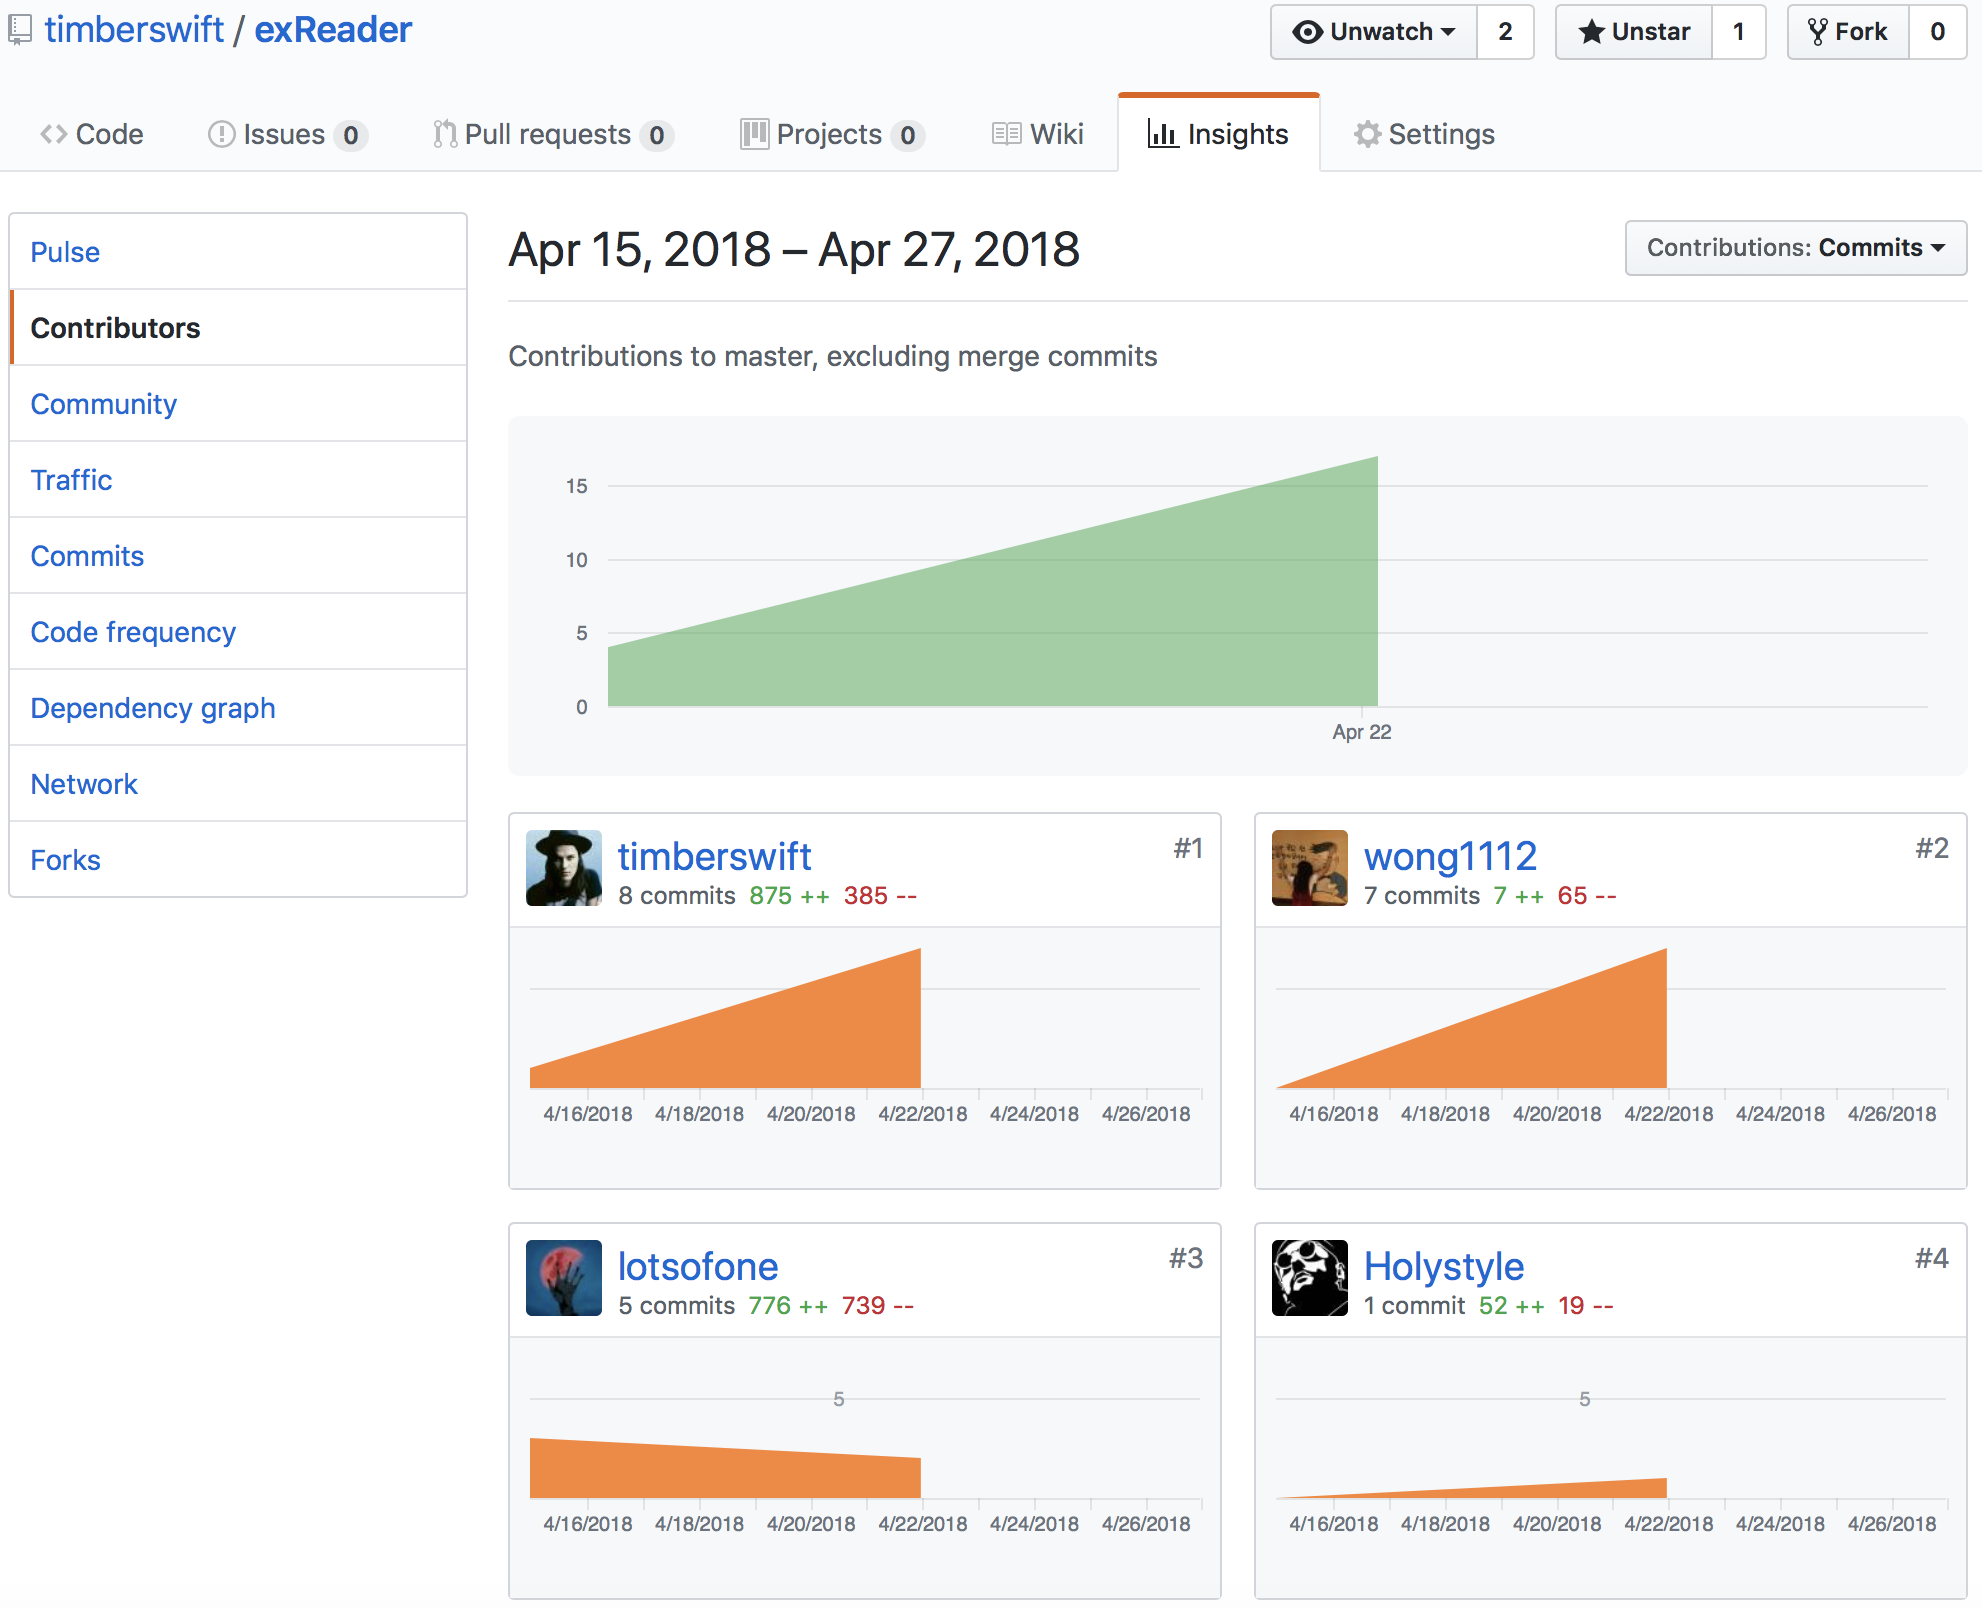 timberswift / exReader
Unwatch 2 Unstar 1 Fork 0
Code Issues 0 Pull requests 0 Projects 0 Wiki Insights Settings
Pulse
Contributors
Community
Traffic
Commits
Code frequency
Dependency graph
Network
Forks
Apr 15, 2018 – Apr 27, 2018
Contributions: Commits
Contributions to master, excluding merge commits
15
10
5
0
Apr 22
timberswift #1
8 commits 875 ++ 385 --
4/16/2018 4/18/2018 4/20/2018 4/22/2018 4/24/2018 4/26/2018
wong1112 #2
7 commits 7 ++ 65 --
4/16/2018 4/18/2018 4/20/2018 4/22/2018 4/24/2018 4/26/2018
lotsofone #3
5 commits 776 ++ 739 --
5
4/16/2018 4/18/2018 4/20/2018 4/22/2018 4/24/2018 4/26/2018
Holystyle #4
1 commit 52 ++ 19 --
5
4/16/2018 4/18/2018 4/20/2018 4/22/2018 4/24/2018 4/26/2018